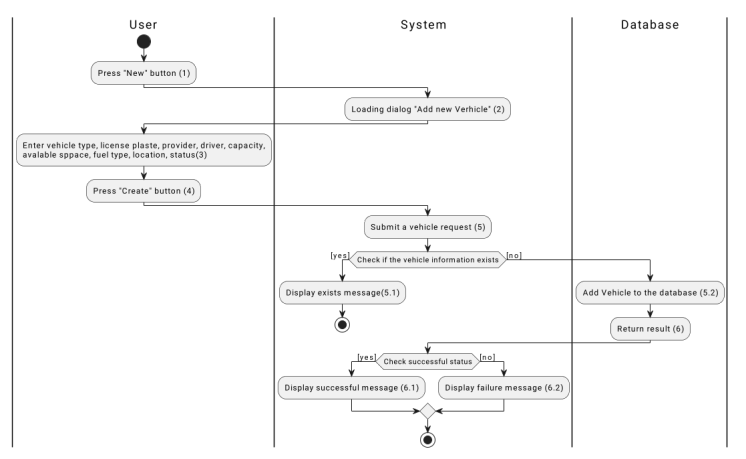 User
System
Database
Press "New" button (1)
Loading dialog "Add new Verhicle" (2)
Enter vehicle type, license plaste, provider, driver, capacity,
avalable sppace, fuel type, location, status(3)
Press "Create" button (4)
Submit a vehicle request (5)
[yes]
Check if the vehicle information exists
[no]
Display exists message(5.1)
Add Vehicle to the database (5.2)
Return result (6)
[yes]
Check successful status
[no]
Display successful message (6.1)
Display failure message (6.2)